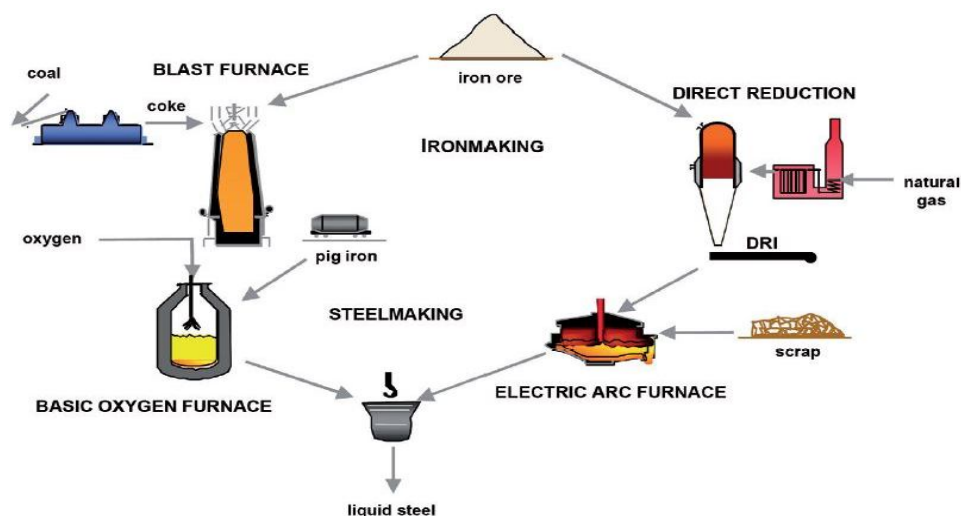 iron ore
BLAST FURNACE
coal
coke
DIRECT REDUCTION
IRONMAKING
natural
gas
oxygen
pig iron
DRI
STEELMAKING
scrap
BASIC OXYGEN FURNACE
ELECTRIC ARC FURNACE
liquid steel